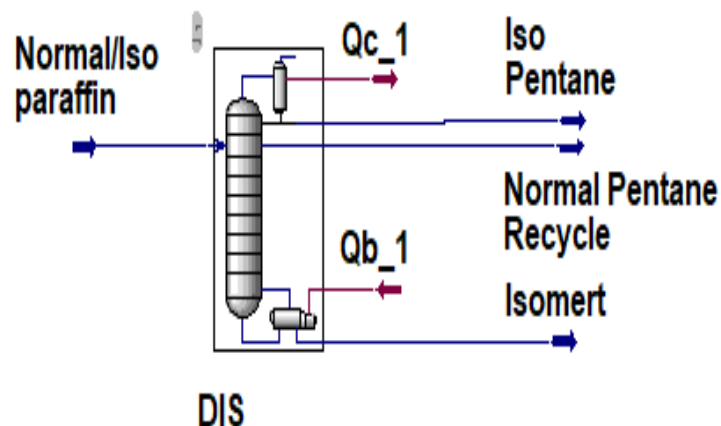 Normal/Iso
paraffin
Qc_1
Iso
Pentane
Normal Pentane
Recycle
Qb_1
Isomert
DIS